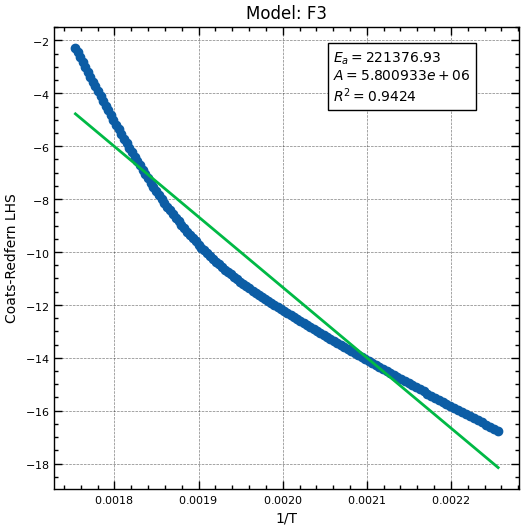 Model: F3
E_a = 221376.93
A = 5.800933e + 06
R^2 = 0.9424
Coats-Redfern LHS
−2
−4
−6
−8
−10
−12
−14
−16
−18
0.0018 0.0019 0.0020 0.0021 0.0022
1/T